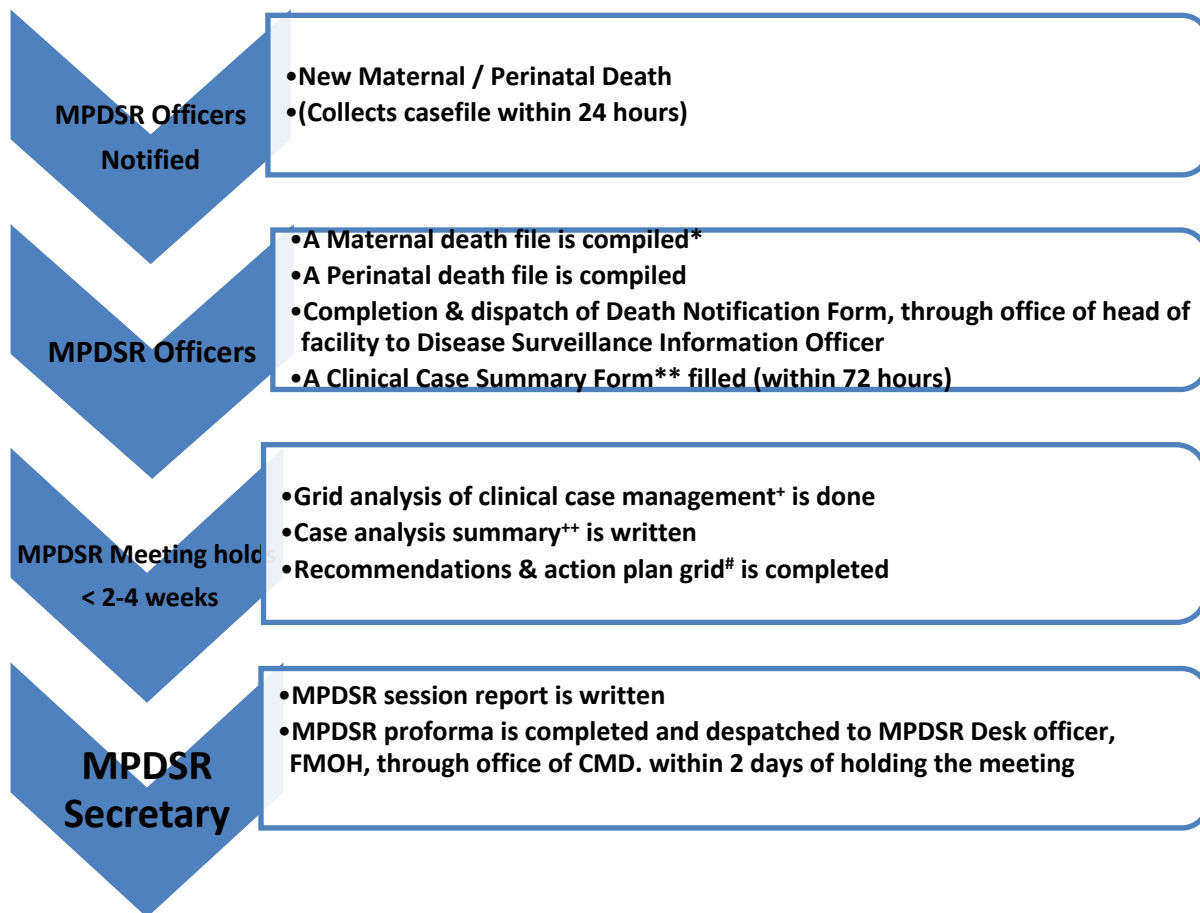 MPDSR Officers
Notified
•New Maternal / Perinatal Death
•(Collects casefile within 24 hours)
MPDSR Officers
•A Maternal death file is compiled*
•A Perinatal death file is compiled
•Completion & dispatch of Death Notification Form, through office of head of
facility to Disease Surveillance Information Officer
•A Clinical Case Summary Form** filled (within 72 hours)
MPDSR Meeting holds
< 2-4 weeks
•Grid analysis of clinical case management⁺ is done
•Case analysis summary⁺⁺ is written
•Recommendations & action plan grid# is completed
MPDSR
Secretary
•MPDSR session report is written
•MPDSR proforma is completed and despatched to MPDSR Desk officer,
FMOH, through office of CMD. within 2 days of holding the meeting